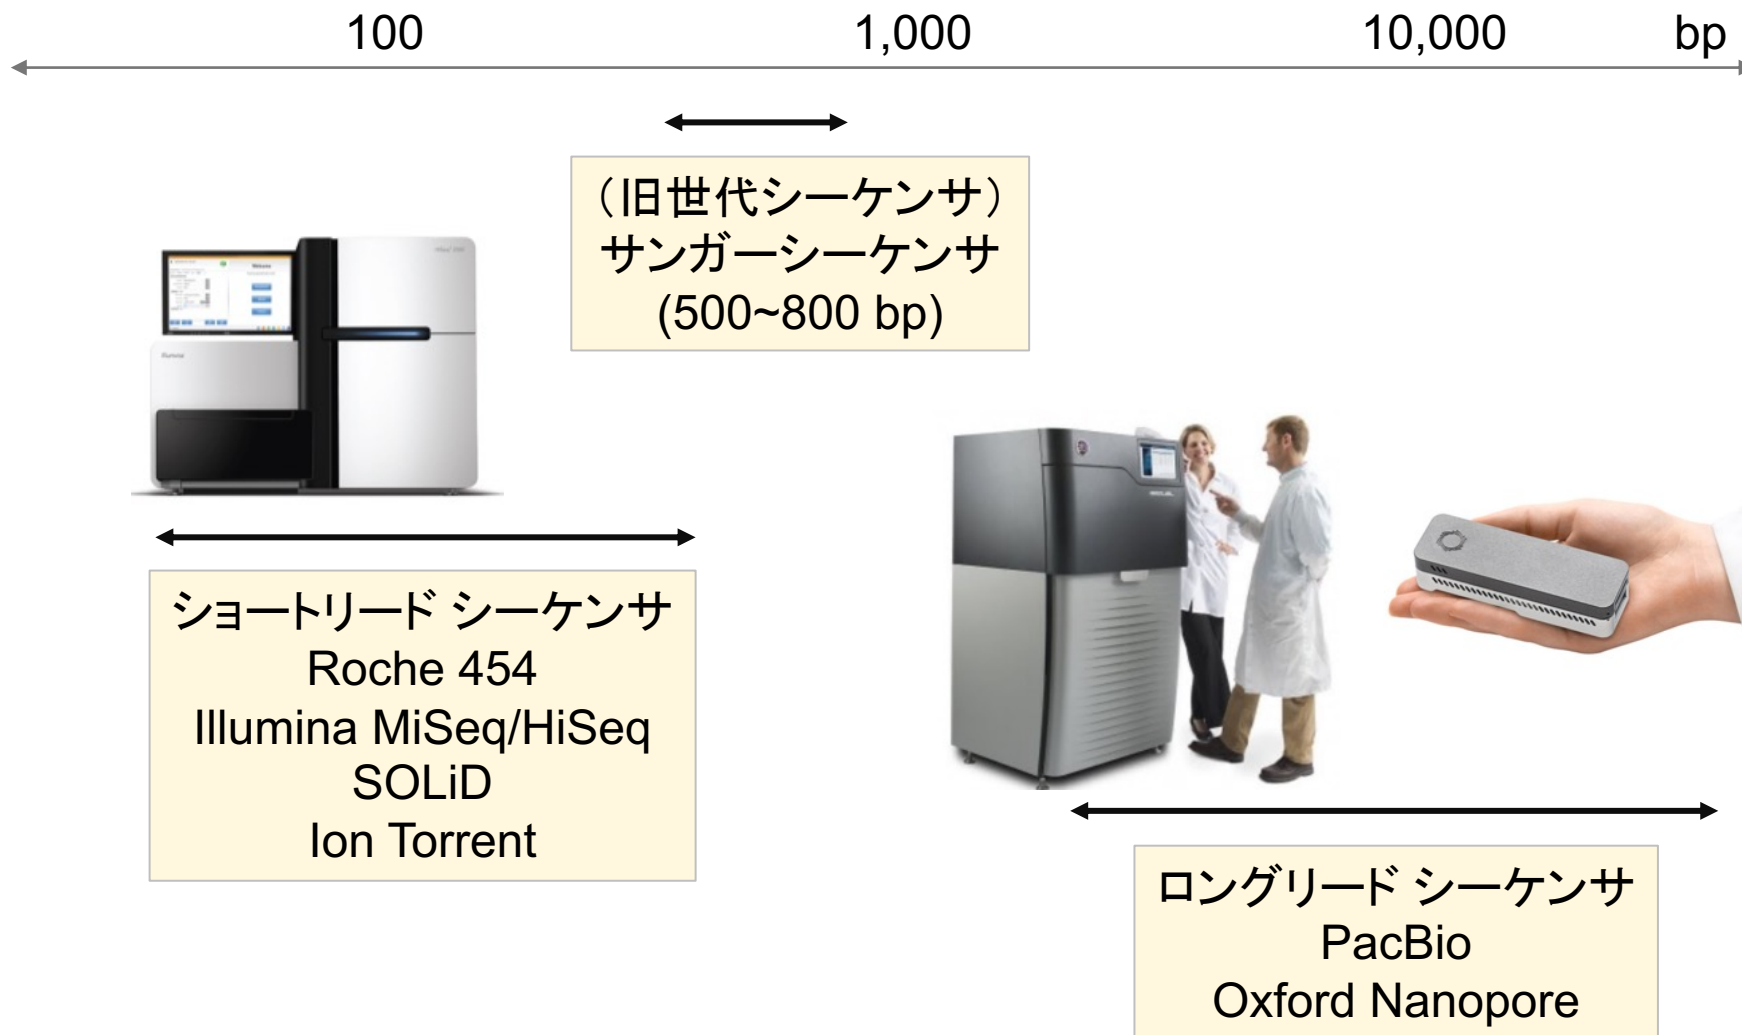 100 1,000 10,000 bp
（旧世代シーケンサ）
サンガーシーケンサ
(500~800 bp)
Welcome
illumina
ショートリード シーケンサ
Roche 454
Illumina MiSeq/HiSeq
SOLiD
Ion Torrent
ロングリード シーケンサ
PacBio
Oxford Nanopore